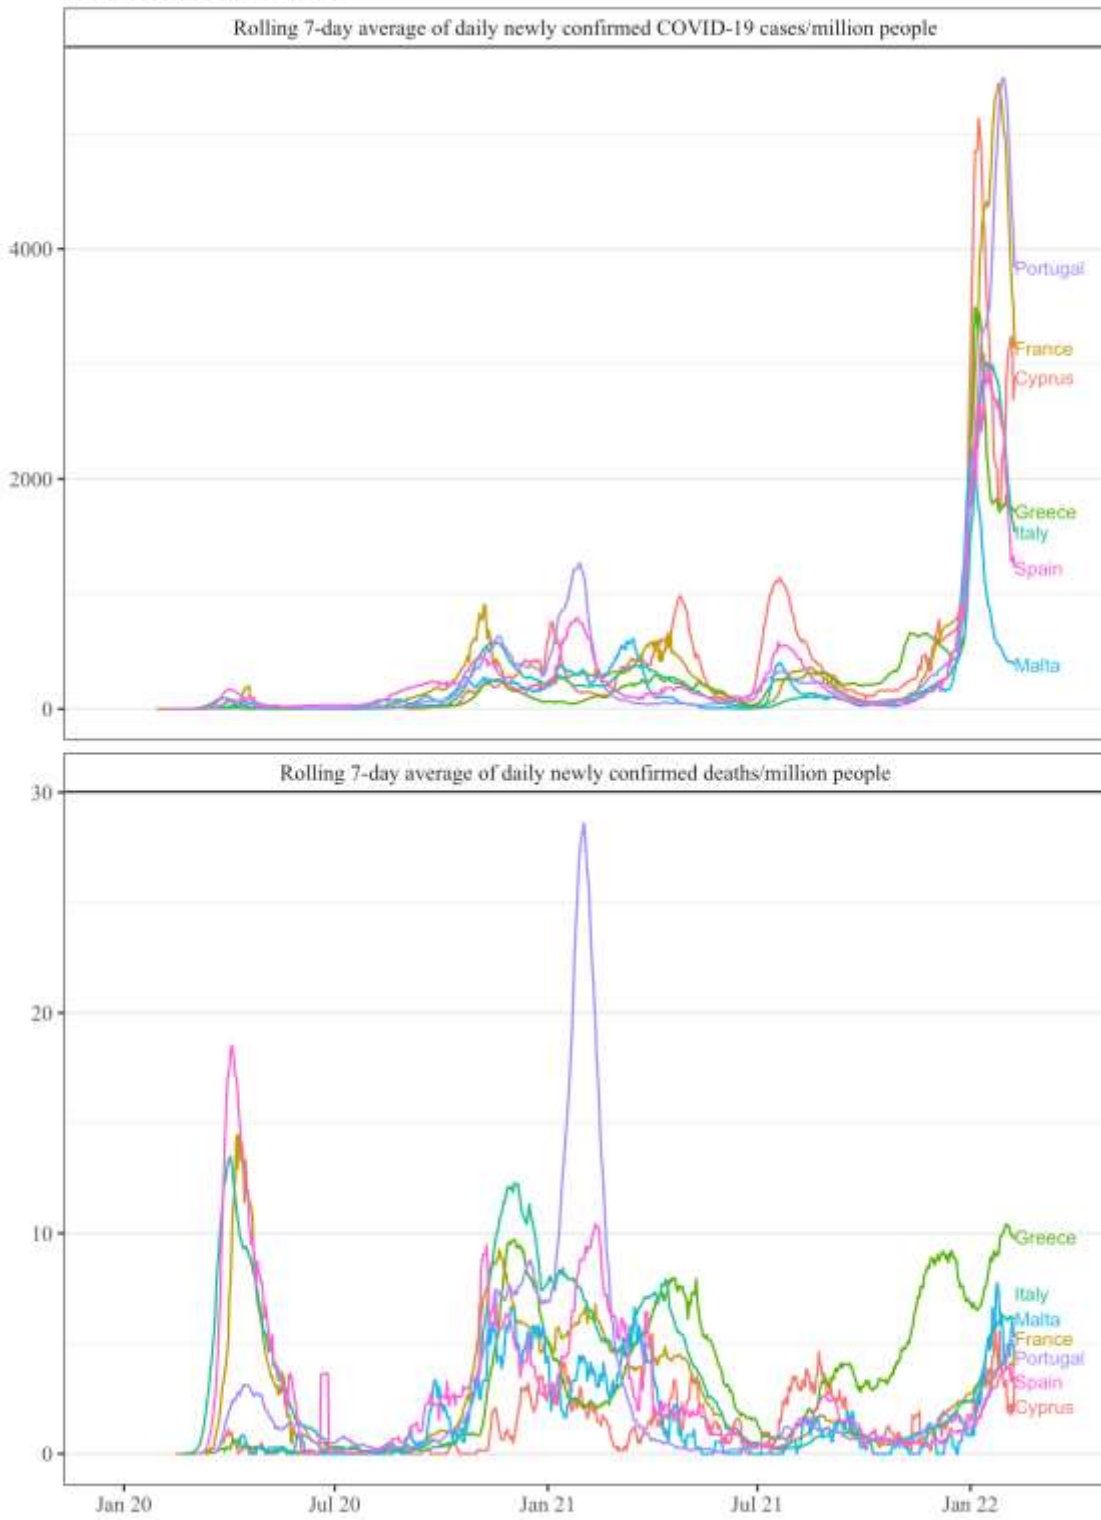 Rolling 7-day average of daily newly confirmed COVID-19 cases/million people
4000
Portugal
France
Cyprus
2000
Greece
Italy
Spain
Malta
0
Rolling 7-day average of daily newly confirmed deaths/million people
30
20
10
Greece
Italy
Malta
France
Portugal
Spain
Cyprus
0
Jan 20 Jul 20 Jan 21 Jul 21 Jan 22